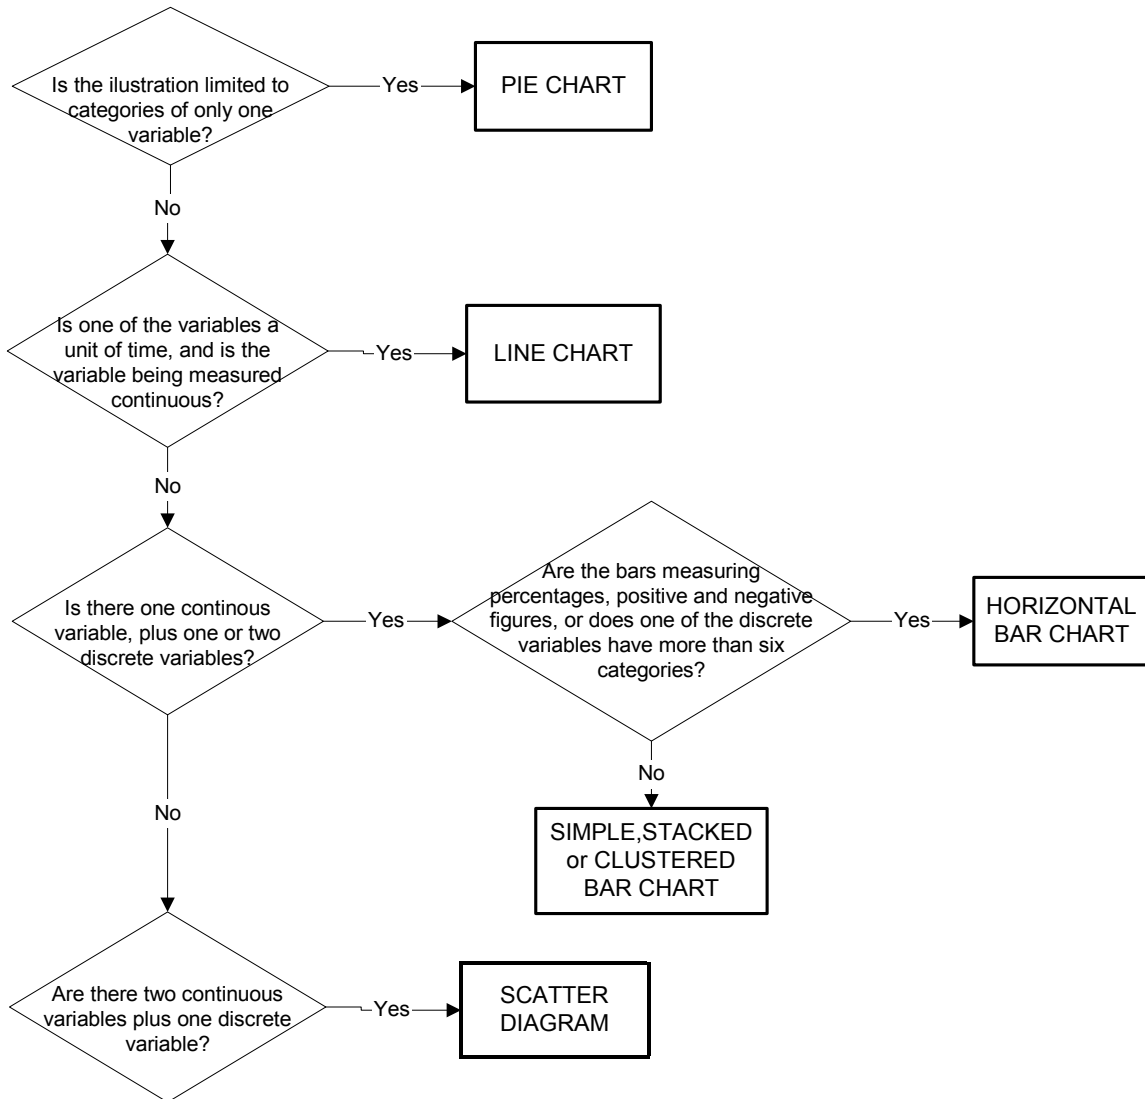 Is the ilustration limited to
categories of only one
variable?
Yes
PIE CHART
No
Is one of the variables a
unit of time, and is the
variable being measured
continuous?
Yes
LINE CHART
No
Is there one continous
variable, plus one or two
discrete variables?
Yes
Are the bars measuring
percentages, positive and negative
figures, or does one of the discrete
variables have more than six
categories?
Yes
HORIZONTAL
BAR CHART
No
SIMPLE,STACKED
or CLUSTERED
BAR CHART
No
Are there two continuous
variables plus one discrete
variable?
Yes
SCATTER
DIAGRAM